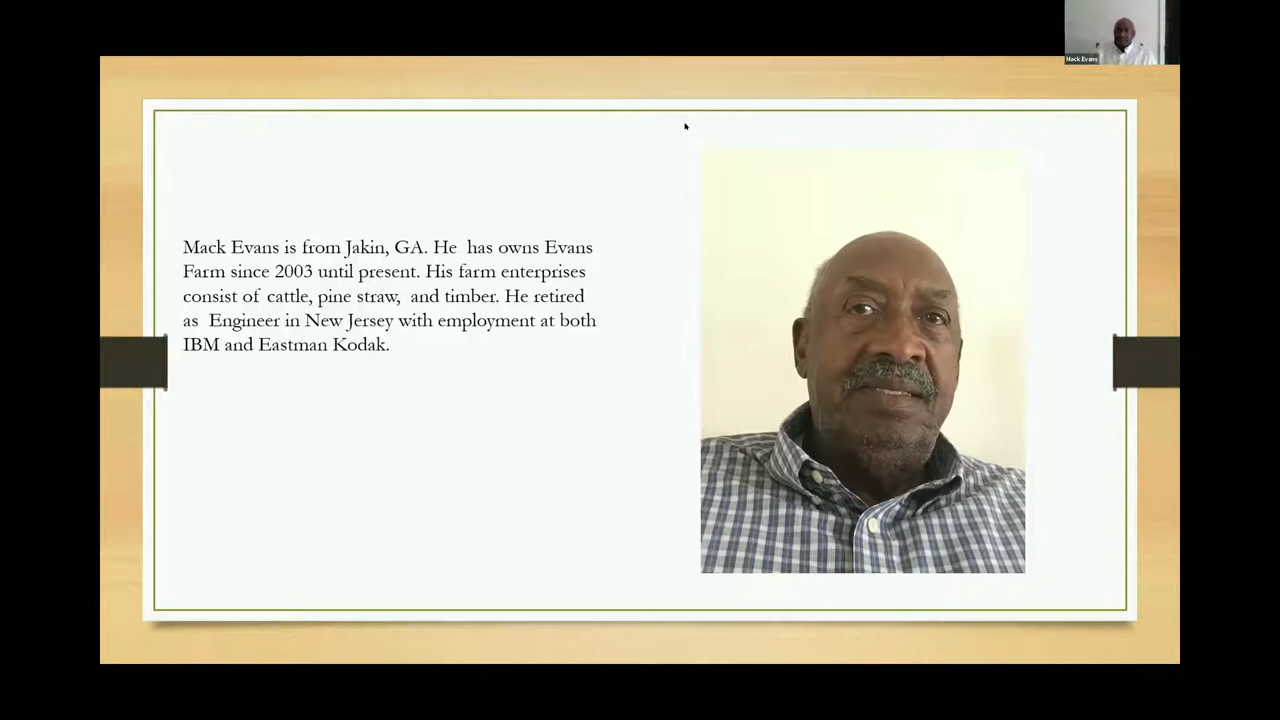 Mack Evans
Mack Evans is from Jakin, GA. He has owns Evans
Farm since 2003 until present. His farm enterprises
consist of cattle, pine straw, and timber. He retired
as Engineer in New Jersey with employment at both
IBM and Eastman Kodak.